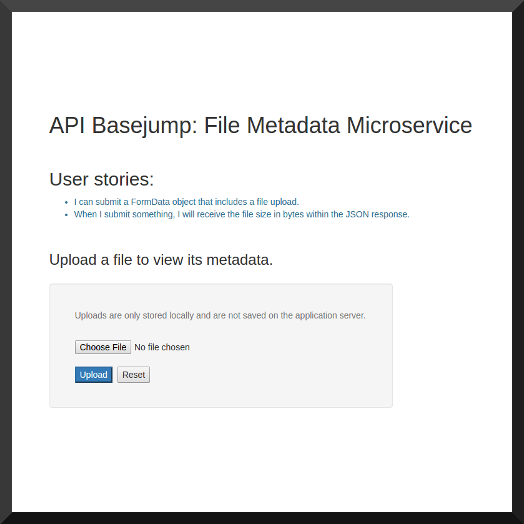 API Basejump: File Metadata Microservice
User stories:
I can submit a FormData object that includes a file upload.
When I submit something, I will receive the file size in bytes within the JSON response.
Upload a file to view its metadata.
Uploads are only stored locally and are not saved on the application server.
Choose File No file chosen
Upload Reset